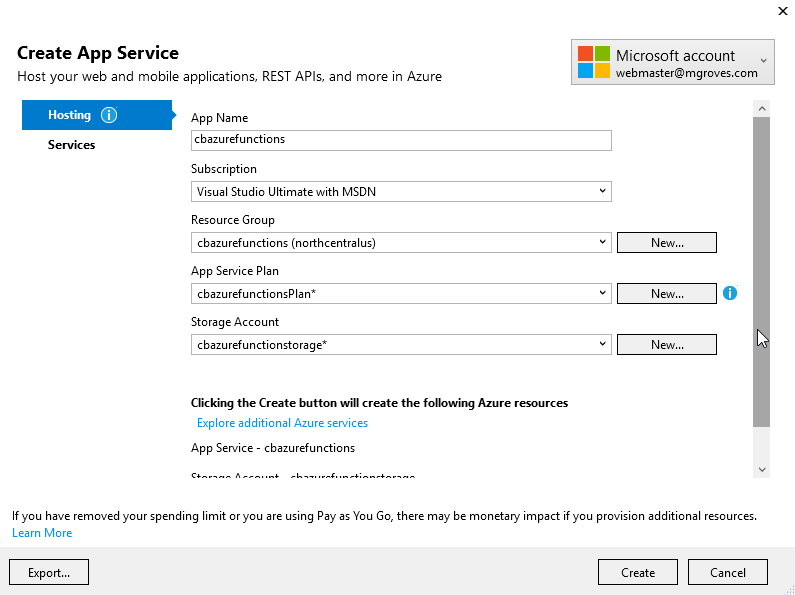 Create App Service
Host your web and mobile applications, REST APIs, and more in Azure
Microsoft account
webmaster@mgroves.com
Hosting
Services
App Name
cbazurefunctions
Subscription
Visual Studio Ultimate with MSDN
Resource Group
cbazurefunctions (northcentralus)
New...
App Service Plan
cbazurefunctionsPlan*
New...
Storage Account
cbazurefunctionstorage*
New...
Clicking the Create button will create the following Azure resources
Explore additional Azure services
App Service - cbazurefunctions
Storage Account - cbazurefunctionstorage
If you have removed your spending limit or you are using Pay as You Go, there may be monetary impact if you provision additional resources.
Learn More
Export...
Create
Cancel